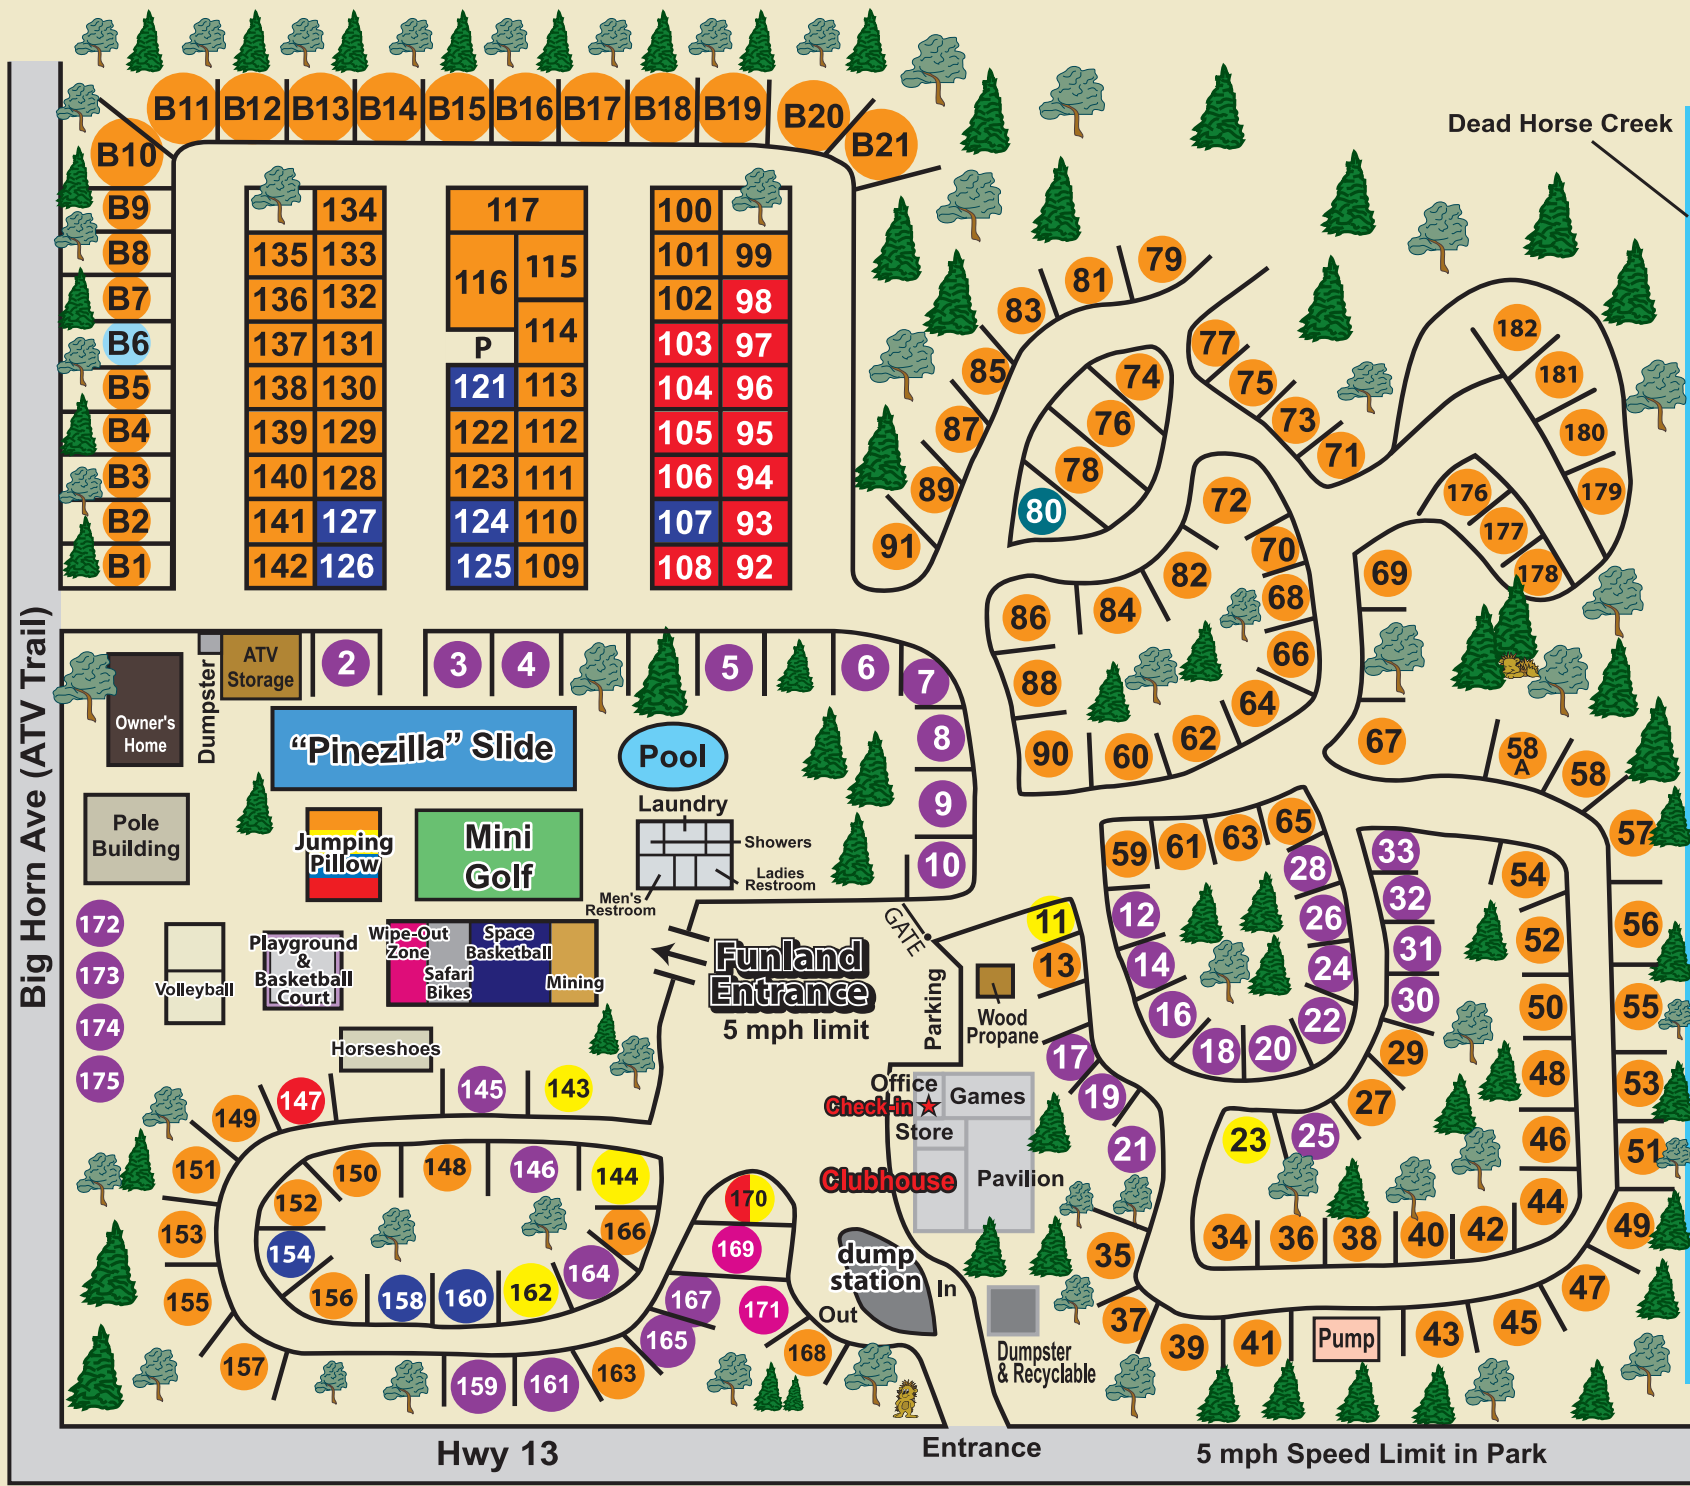 B11 B12 B13 B14 B15 B16 B17 B18 B19 B20 B21
Dead Horse Creek
B10
B9
B8
B7
B6
B5
B4
B3
B2
B1
134
135 133
136 132
137 131
138 130
139 129
140 128
141 127
142 126
117
116 115
114
P
121 113
122 112
123 111
124 110
125 109
100
101 99
102 98
103 97
104 96
105 95
106 94
107 93
108 92
79
81
83
85
87
89
91
74
76
78
80
77
75
73
71
182
181
180
179
176
177
178
72
70
82
68
84
86
66
88
64
62
60
90
69
67
58
A
58
57
56
55
53
51
49
47
45
43
Pump
41
39
37
35
Big Horn Ave (ATV Trail)
Owner's
Home
Dumpster
ATV
Storage
2
3
4
5
6
7
8
9
10
"Pinezilla" Slide
Pool
Laundry
Showers
Ladies
Restroom
Men's
Restroom
Pole
Building
Jumping
Pillow
Mini
Golf
172
173
174
175
Volleyball
Playground
&
Basketball
Court
Wipe-Out
Zone
Safari
Bikes
Space
Basketball
Mining
Horseshoes
Funland
Entrance
5 mph limit
GATE
Parking
11
13
Wood
Propane
17
19
21
59
61
63
65
28
26
24
22
20
18
16
14
12
33
32
31
30
29
27
25
23
54
52
50
48
46
44
42
40
38
36
34
Office
Check-in
Games
Store
Pavilion
Clubhouse
143
145
147
149
151
153
155
157
159
161
163
165
167
150
148
146
144
152
154
156
158
160
162
164
166
170
169
171
168
dump
station
In
Out
Dumpster
& Recyclable
Hwy 13
Entrance
5 mph Speed Limit in Park